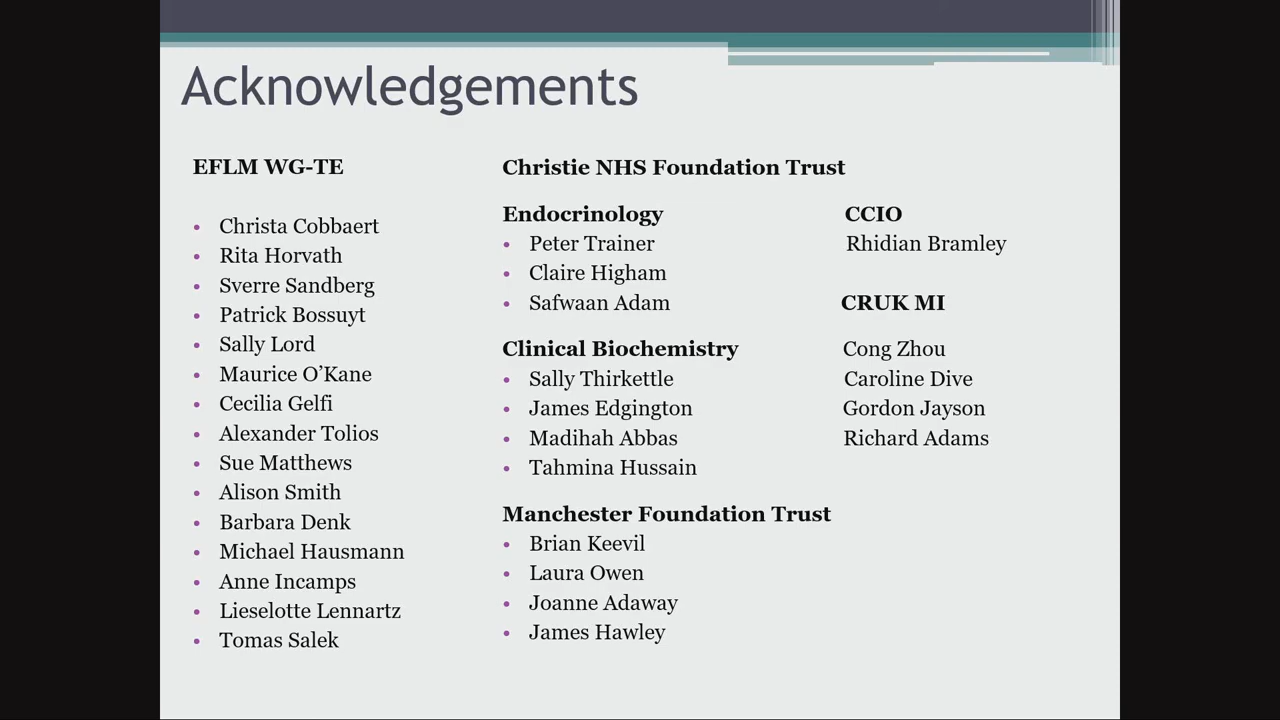 Acknowledgements
EFLM WG-TE
Christa Cobbaert
Rita Horvath
Sverre Sandberg
Patrick Bossuyt
Sally Lord
Maurice O’Kane
Cecilia Gelfi
Alexander Tolios
Sue Matthews
Alison Smith
Barbara Denk
Michael Hausmann
Anne Incamps
Lieselotte Lennartz
Tomas Salek
Christie NHS Foundation Trust
Endocrinology
Peter Trainer
Claire Higham
Safwaan Adam
Clinical Biochemistry
Sally Thirkettle
James Edgington
Madihah Abbas
Tahmina Hussain
Manchester Foundation Trust
Brian Keevil
Laura Owen
Joanne Adaway
James Hawley
CCIO
Rhidian Bramley
CRUK MI
Cong Zhou
Caroline Dive
Gordon Jayson
Richard Adams